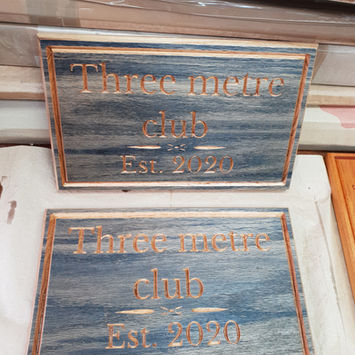 Three metre
club
Est. 2020
Three metre
club
Est. 2020